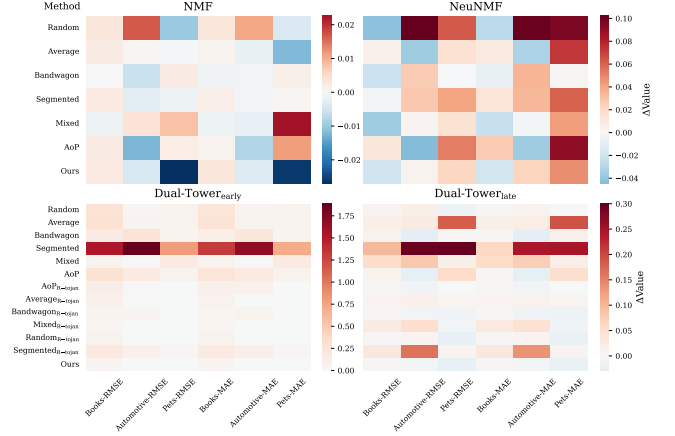 Method
NMF
NeuNMF
Random
Average
Bandwagon
Segmented
Mixed
AoP
Ours
0.02
0.01
0.00
−0.01
−0.02
0.10
0.08
0.06
0.04
0.02
0.00
−0.02
−0.04
ΔValue
Dual-Tower_early
Dual-Tower_late
Random
Average
Bandwagon
Segmented
Mixed
AoP
AoP_R−tojan
Average_R−tojan
Bandwagon_R−tojan
Mixed_R−tojan
Random_R−tojan
Segmented_R−tojan
Ours
1.75
1.50
1.25
1.00
0.75
0.50
0.25
0.00
0.30
0.25
0.20
0.15
0.10
0.05
0.00
ΔValue
Books-RMSE
Automotive-RMSE
Pets-RMSE
Books-MAE
Automotive-MAE
Pets-MAE
Books-RMSE
Automotive-RMSE
Pets-RMSE
Books-MAE
Automotive-MAE
Pets-MAE